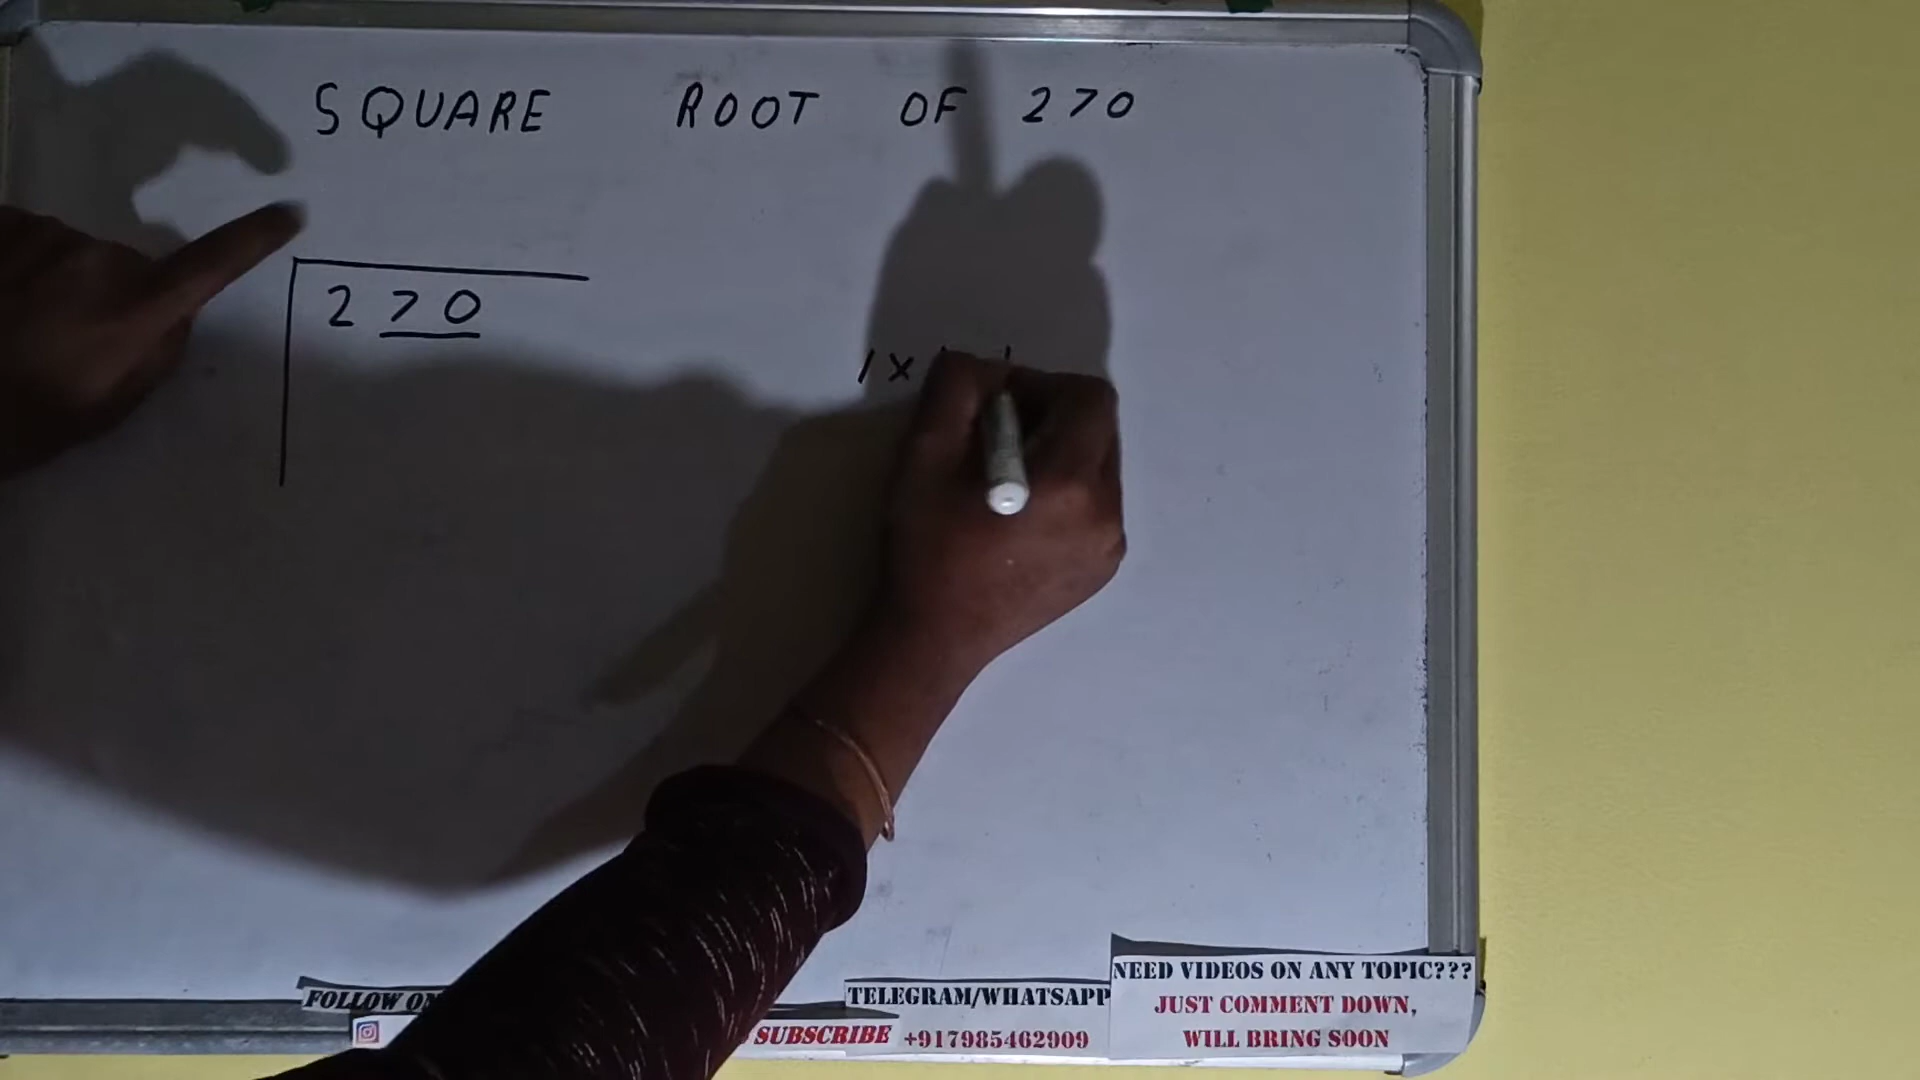 SQUARE ROOT OF 270
270
1 ×
FOLLOW ON
SUBSCRIBE
TELEGRAM/WHATSAPP
+917985462909
NEED VIDEOS ON ANY TOPIC???
JUST COMMENT DOWN,
WILL BRING SOON